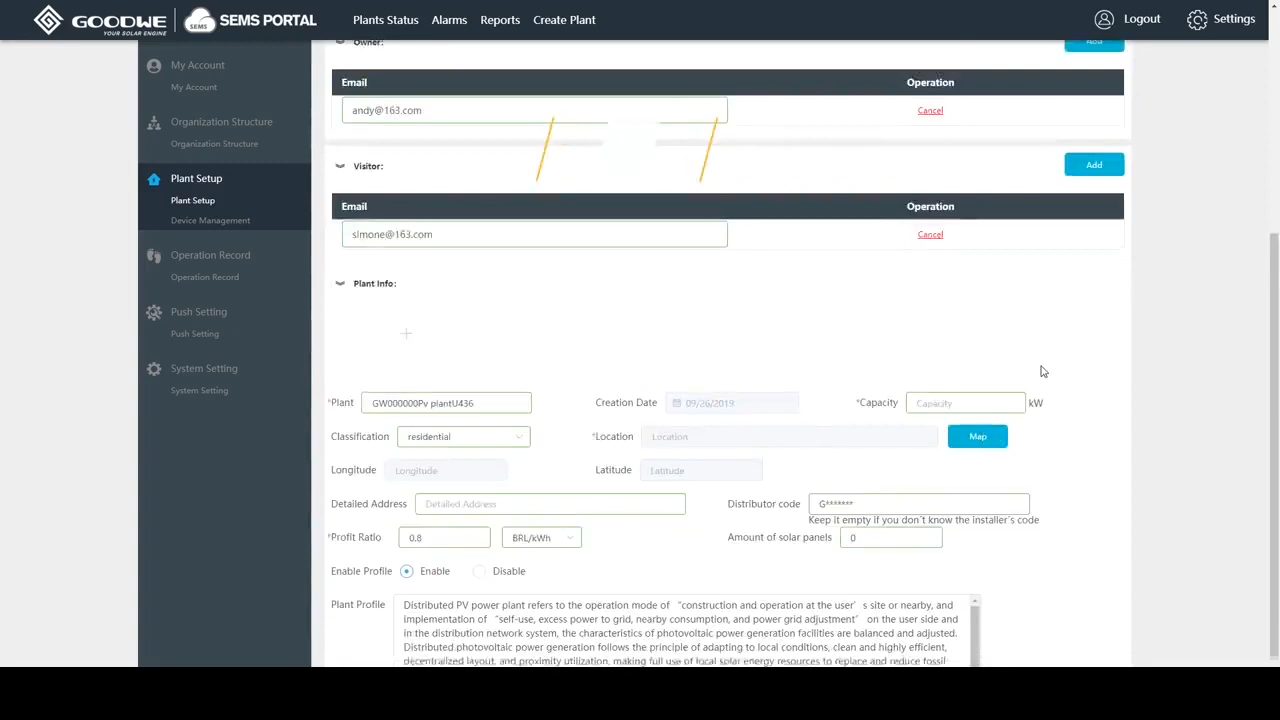 GOODWE
YOUR SOLAR ENGINE
SEMS
SEMS PORTAL
Plants Status
Alarms
Reports
Create Plant
Logout
Settings
My Account
My Account
Organization Structure
Organization Structure
Plant Setup
Plant Setup
Device Management
Operation Record
Operation Record
Push Setting
Push Setting
System Setting
System Setting
Owner:
Email Operation
andy@163.com Cancel
Visitor: Add
Email Operation
simone@163.com Cancel
Plant Info:
*Plant GW000000Pv plantU436 Creation Date 09/26/2019 *Capacity Capacity kW
Classification residential *Location Location Map
Longitude Longitude Latitude Latitude
Detailed Address Detailed Address Distributor code G*******
Keep it empty if you don`t know the installer`s code
*Profit Ratio 0.8 BRL/kWh Amount of solar panels 0
Enable Profile Enable Disable
Plant Profile
Distributed PV power plant refers to the operation mode of “construction and operation at the user’s site or nearby, and
implementation of “self-use, excess power to grid, nearby consumption, and power grid adjustment” on the user side and
in the distribution network system, the characteristics of photovoltaic power generation facilities are balanced and adjusted.
Distributed photovoltaic power generation follows the principle of adapting to local conditions, clean and highly efficient,
decentralized layout, and proximity utilization, making full use of local solar energy resources to replace and reduce fossil